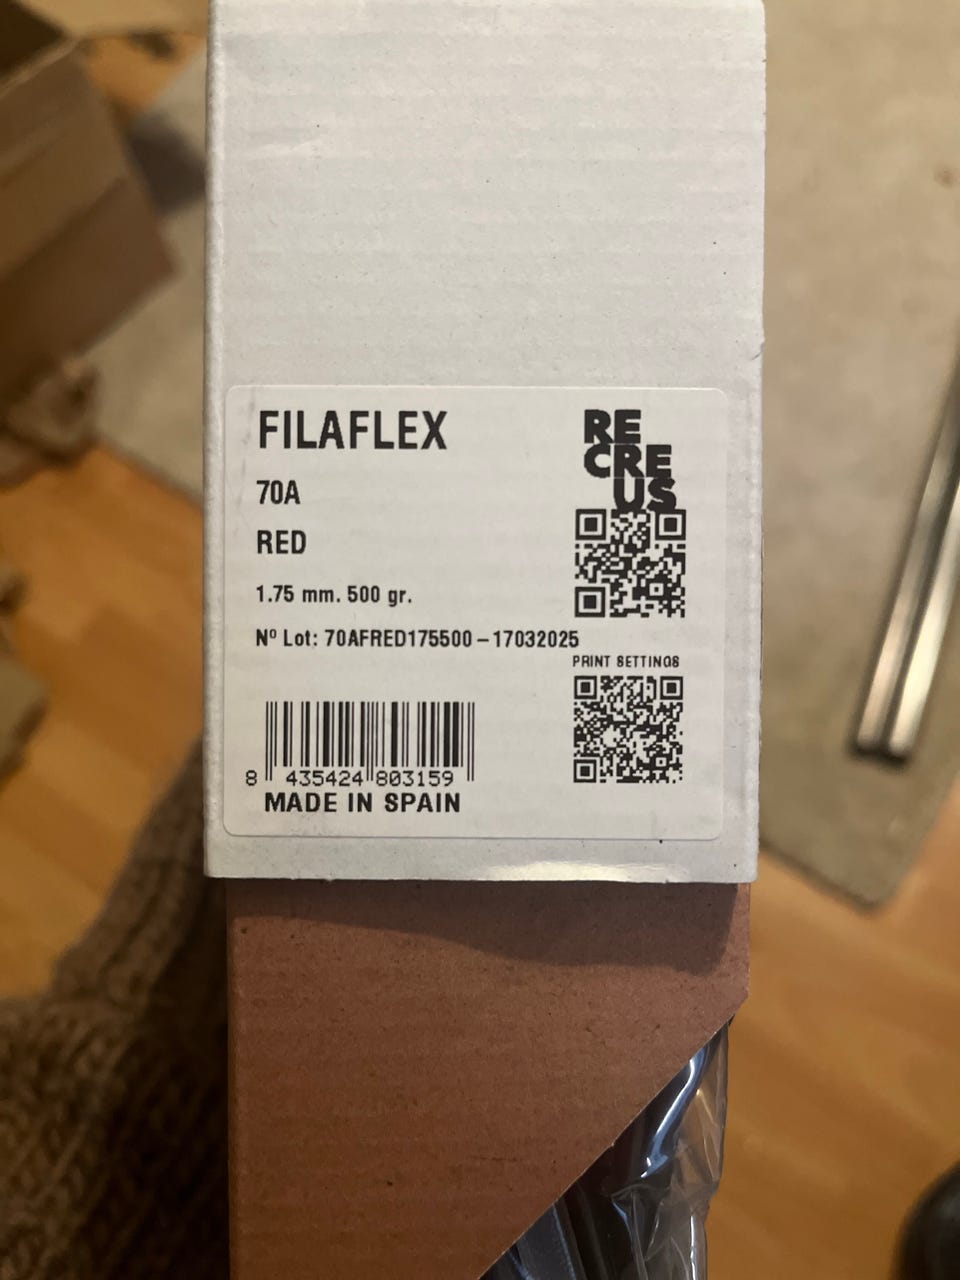 FILAFLEX
70A
RED
1.75 mm. 500 gr.
Nº Lot: 70AFRED175500 – 17032025
RE
CRE
US
PRINT SETTINGS
8 435424 803159
MADE IN SPAIN